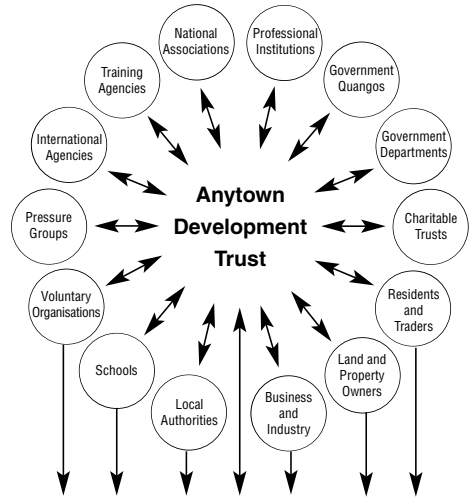 National
Associations
Professional
Institutions
Training
Agencies
Government
Quangos
International
Agencies
Government
Departments
Anytown
Development
Trust
Pressure
Groups
Charitable
Trusts
Voluntary
Organisations
Residents
and
Traders
Schools
Land and
Property
Owners
Local
Authorities
Business
and
Industry